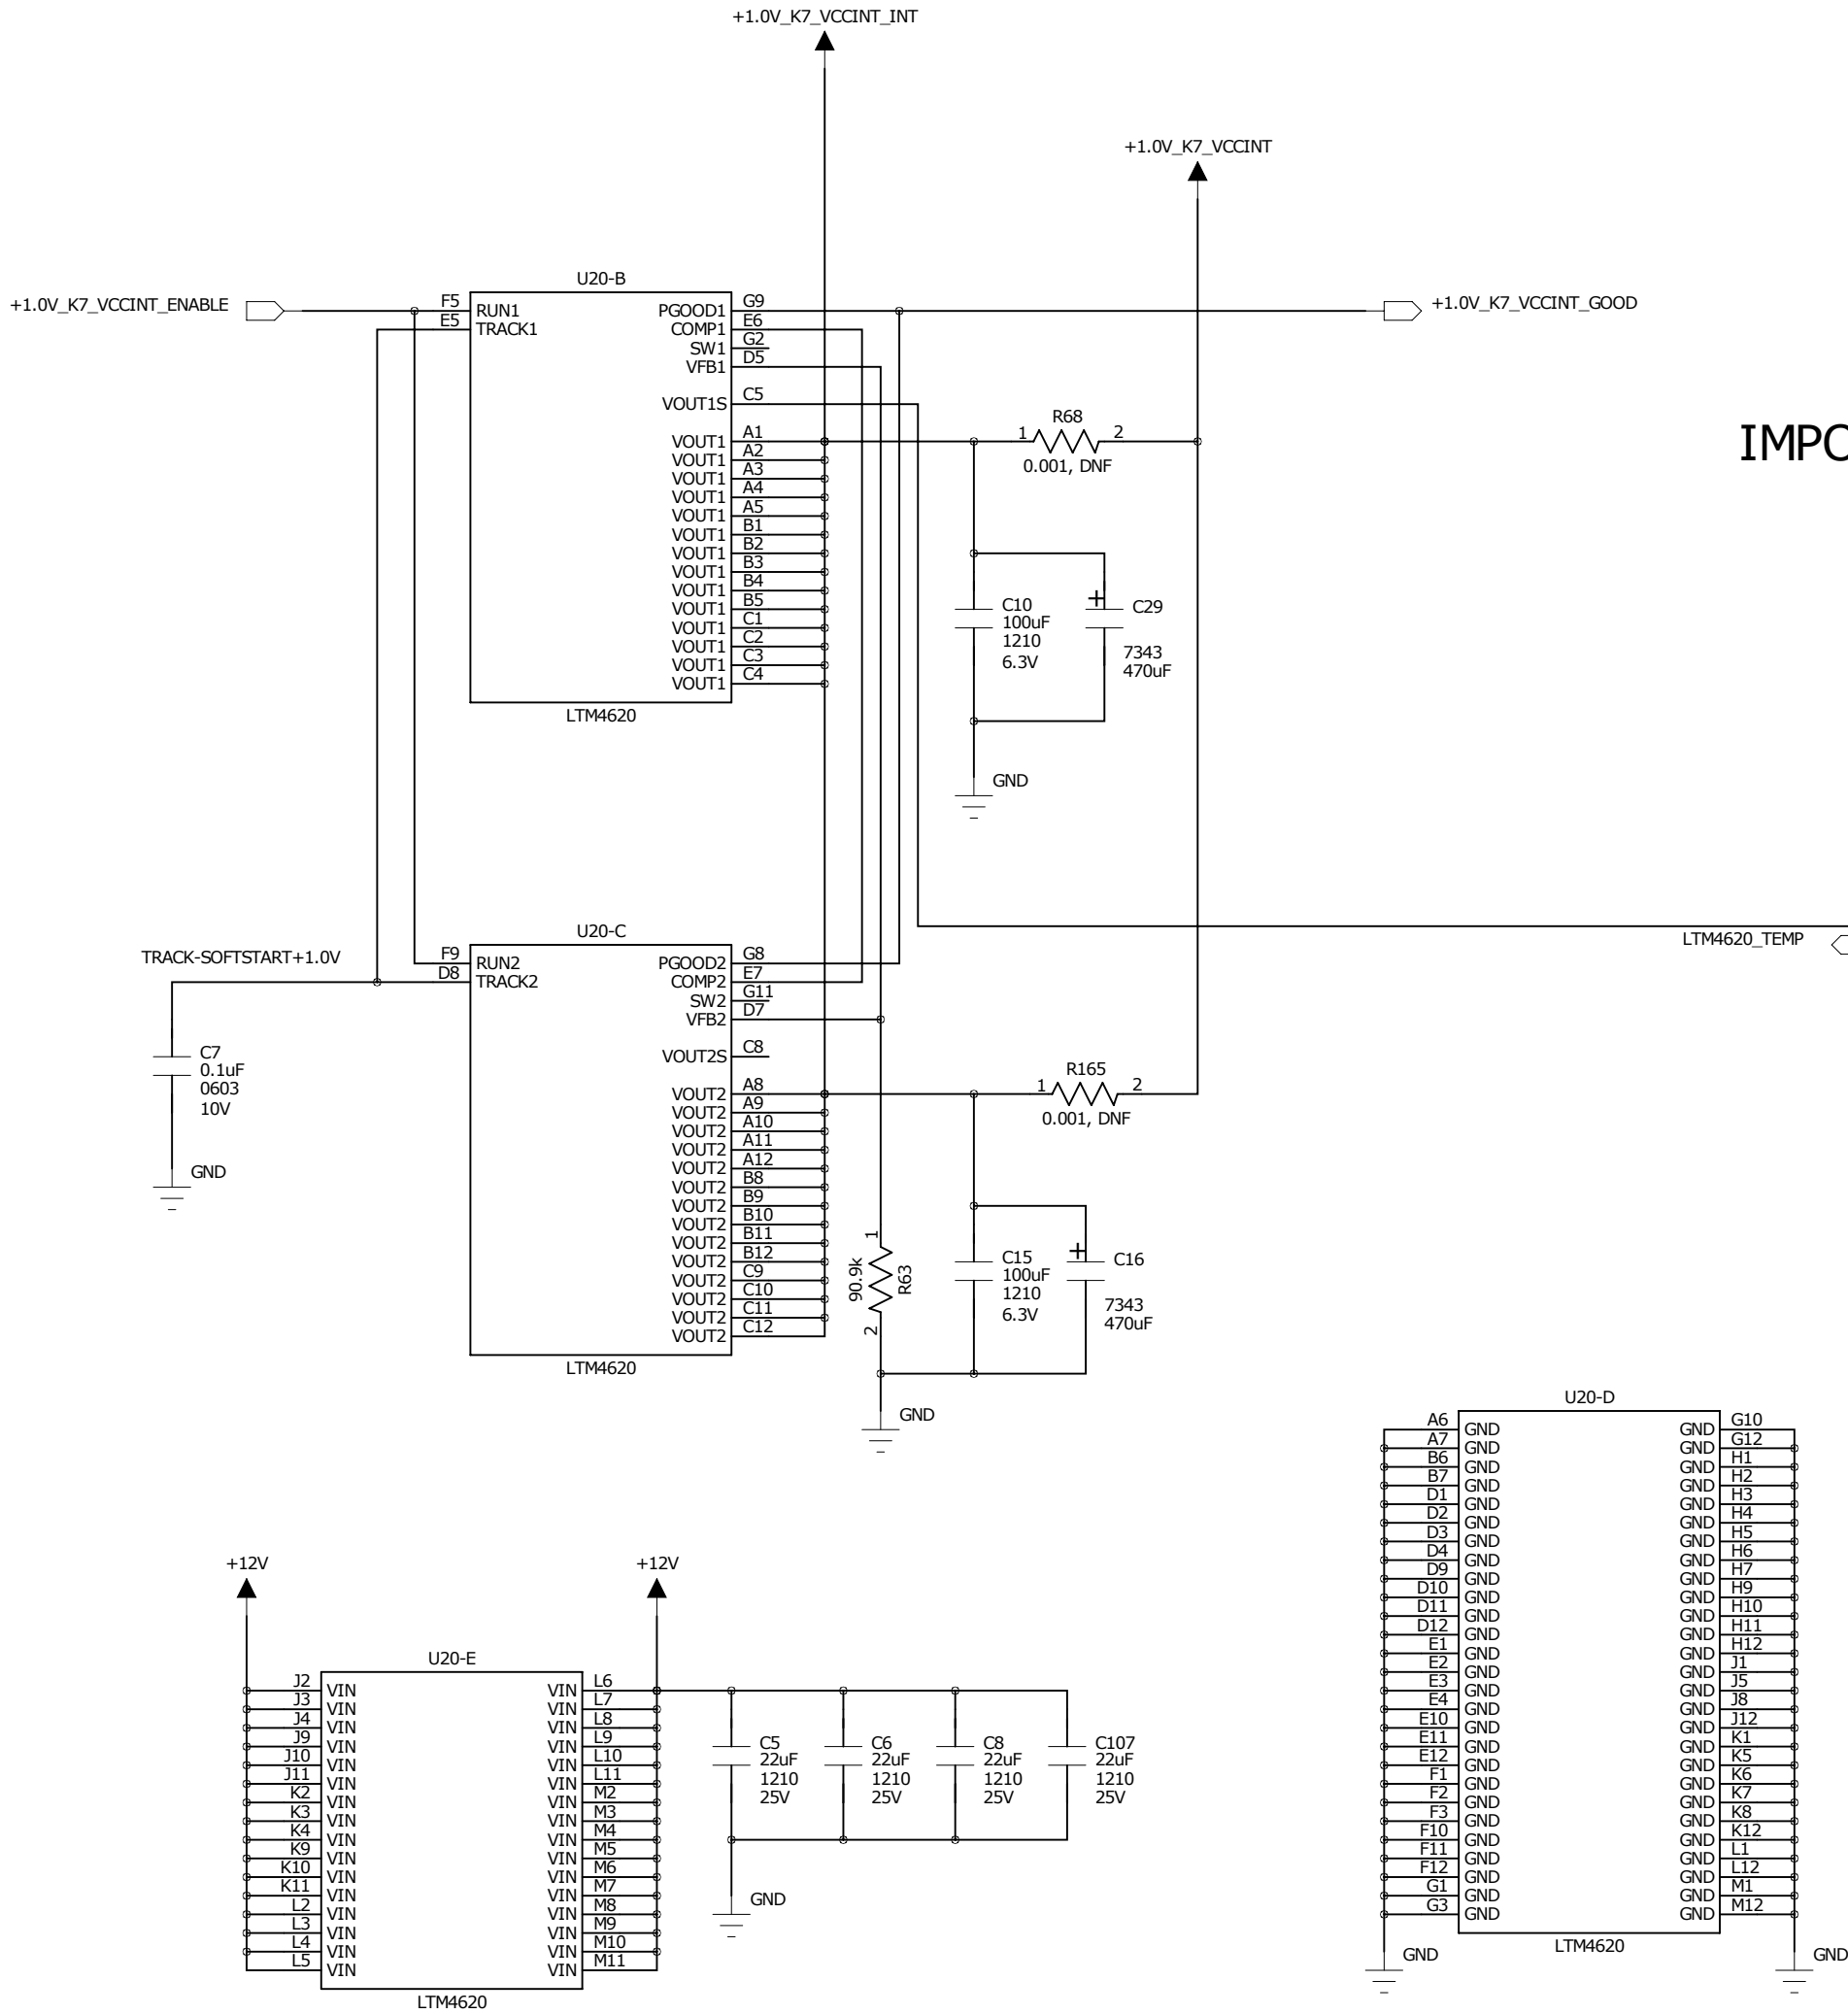 +1.0V_K7_VCCINT_INT
+1.0V_K7_VCCINT
U20-B
+1.0V_K7_VCCINT_ENABLE
F5 RUN1 PGOOD1 G9
+1.0V_K7_VCCINT_GOOD
E5 TRACK1 COMP1 E6
SW1 G2
VFB1 D5
VOUT1S C5
VOUT1 A1
VOUT1 A2
VOUT1 A3
VOUT1 A4
VOUT1 A5
VOUT1 B1
VOUT1 B2
VOUT1 B3
VOUT1 B4
VOUT1 B5
VOUT1 C1
VOUT1 C2
VOUT1 C3
VOUT1 C4
LTM4620
R68
1 2
0.001, DNF
IMPO
C10
100uF
1210
6.3V
C29
7343
470uF
GND
LTM4620_TEMP
U20-C
TRACK-SOFTSTART+1.0V
F9 RUN2 PGOOD2 G8
D8 TRACK2 COMP2 E7
SW2 G11
VFB2 D7
VOUT2S C8
VOUT2 A8
VOUT2 A9
VOUT2 A10
VOUT2 A11
VOUT2 A12
VOUT2 B8
VOUT2 B9
VOUT2 B10
VOUT2 B11
VOUT2 B12
VOUT2 C9
VOUT2 C10
VOUT2 C11
VOUT2 C12
LTM4620
C7
0.1uF
0603
10V
GND
R165
1 2
0.001, DNF
1
90.9k
R63
2
C15
100uF
1210
6.3V
C16
7343
470uF
GND
U20-D
A6 GND GND G10
A7 GND GND G12
B6 GND GND H1
B7 GND GND H2
D1 GND GND H3
D2 GND GND H4
D3 GND GND H5
D4 GND GND H6
D9 GND GND H7
D10 GND GND H9
D11 GND GND H10
D12 GND GND H11
E1 GND GND H12
E2 GND GND J1
E3 GND GND J5
E4 GND GND J8
E10 GND GND J12
E11 GND GND K1
E12 GND GND K5
F1 GND GND K6
F2 GND GND K7
F3 GND GND K8
F10 GND GND K12
F11 GND GND L1
F12 GND GND L12
G1 GND GND M1
G3 GND GND M12
LTM4620
GND
GND
+12V
+12V
U20-E
J2 VIN VIN L6
J3 VIN VIN L7
J4 VIN VIN L8
J9 VIN VIN L9
J10 VIN VIN L10
J11 VIN VIN L11
K2 VIN VIN M2
K3 VIN VIN M3
K4 VIN VIN M4
K9 VIN VIN M5
K10 VIN VIN M6
K11 VIN VIN M7
L2 VIN VIN M8
L3 VIN VIN M9
L4 VIN VIN M10
L5 VIN VIN M11
LTM4620
C5
22uF
1210
25V
C6
22uF
1210
25V
C8
22uF
1210
25V
C107
22uF
1210
25V
GND